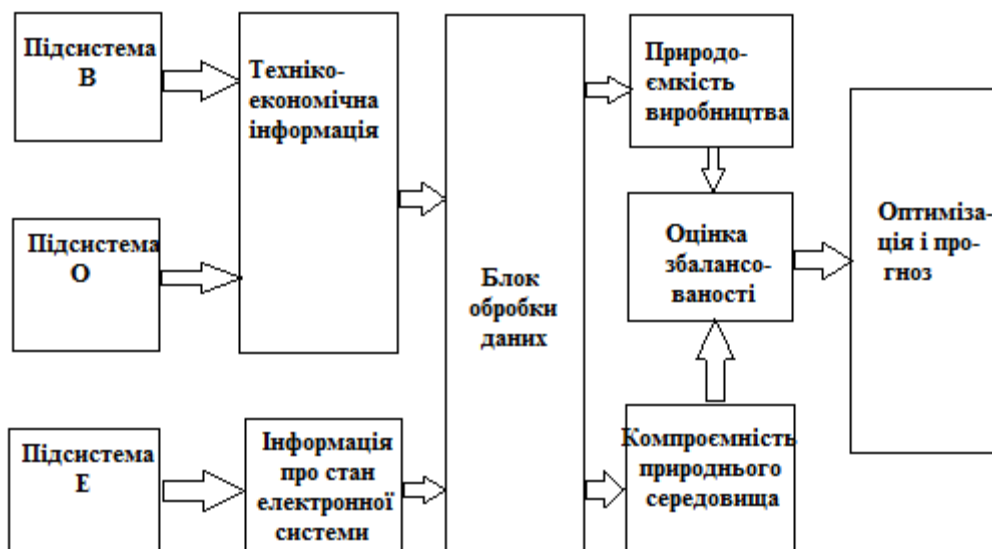 Підсистема
В
Техніко-
економічна
інформація
Підсистема
О
Підсистема
Е
Інформація
про стан
електронної
системи
Блок
обробки
даних
Природо-
ємкість
виробництва
Оцінка
збалансо-
ваності
Компроємність
природнього
середовища
Оптиміза-
ція і про-
гноз